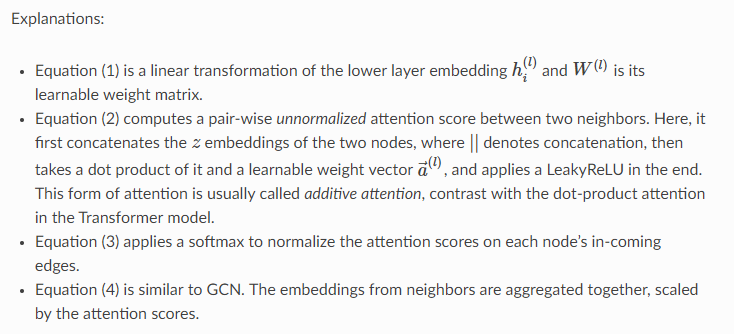 Explanations:
• Equation (1) is a linear transformation of the lower layer embedding $h_i^{(l)}$ and $W^{(l)}$ is its
learnable weight matrix.
• Equation (2) computes a pair-wise unnormalized attention score between two neighbors. Here, it
first concatenates the $z$ embeddings of the two nodes, where $||$ denotes concatenation, then
takes a dot product of it and a learnable weight vector $\vec{a}^{(l)}$, and applies a LeakyReLU in the end.
This form of attention is usually called additive attention, contrast with the dot-product attention
in the Transformer model.
• Equation (3) applies a softmax to normalize the attention scores on each node's in-coming
edges.
• Equation (4) is similar to GCN. The embeddings from neighbors are aggregated together, scaled
by the attention scores.